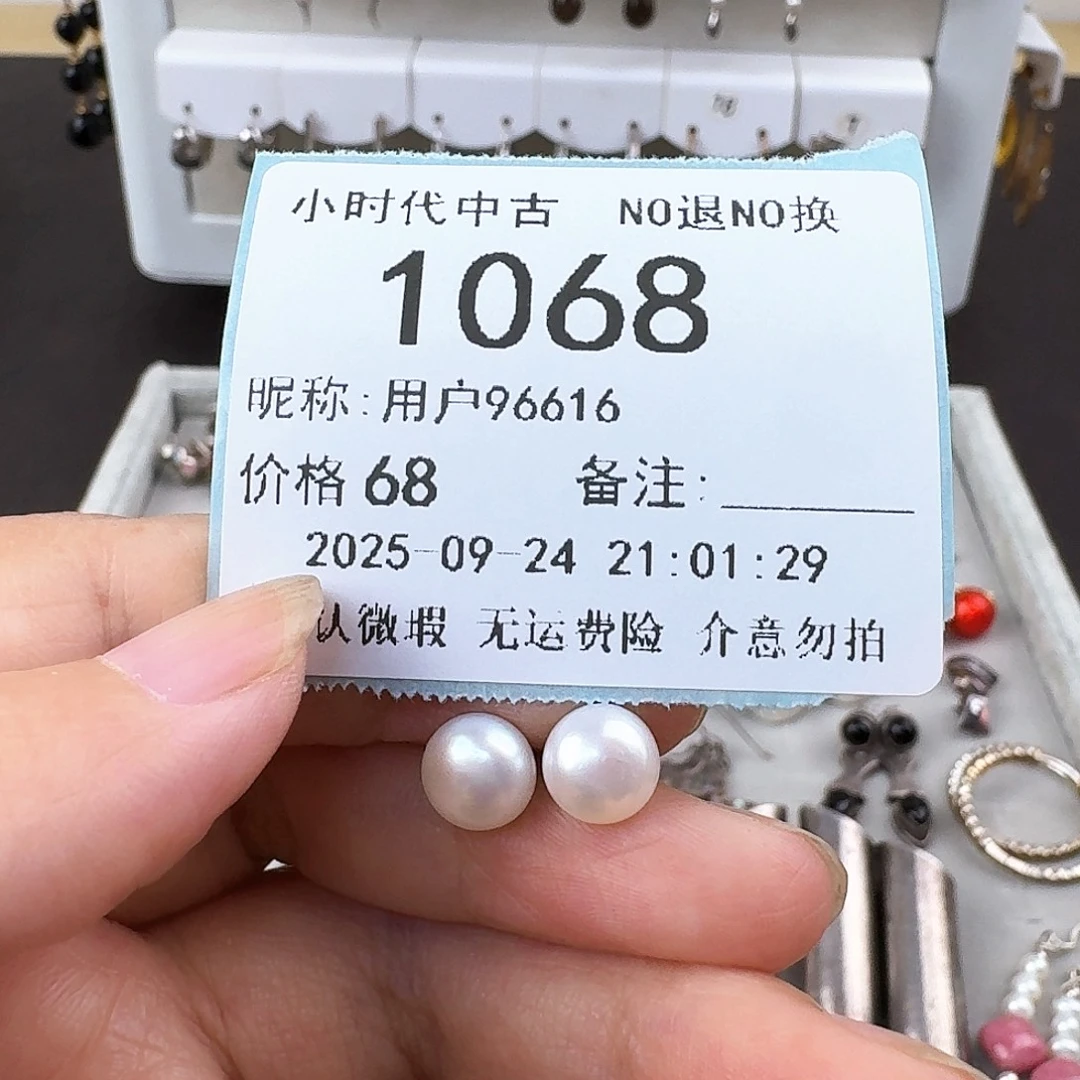 小时代中古 NO退NO换
1068
昵称:用户96616
价格 68 备注:
2025-09-24 21:01:29
认微瑕 无运费险 介意勿拍